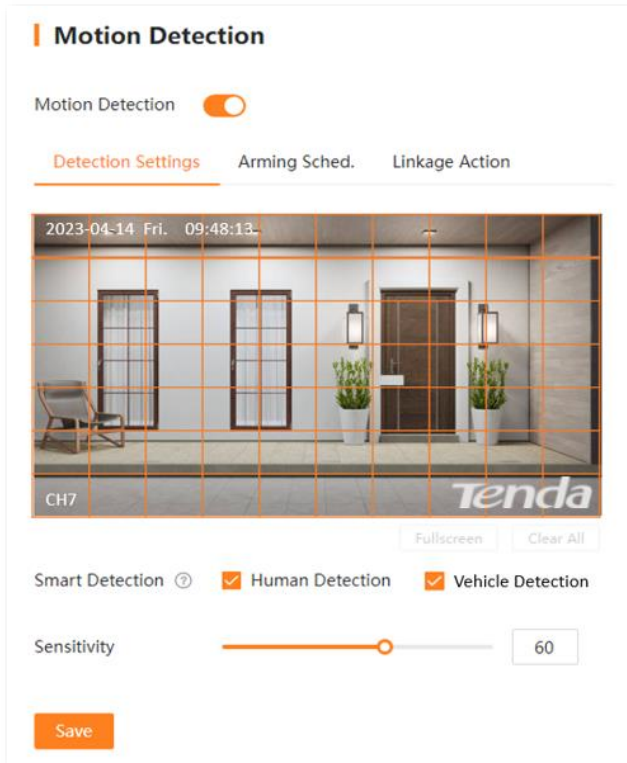 Motion Detection
Motion Detection
Detection Settings Arming Sched. Linkage Action
2023-04-14 Fri. 09:48:13
CH7
Tenda
Fullscreen Clear All
Smart Detection ? Human Detection Vehicle Detection
Sensitivity 60
Save